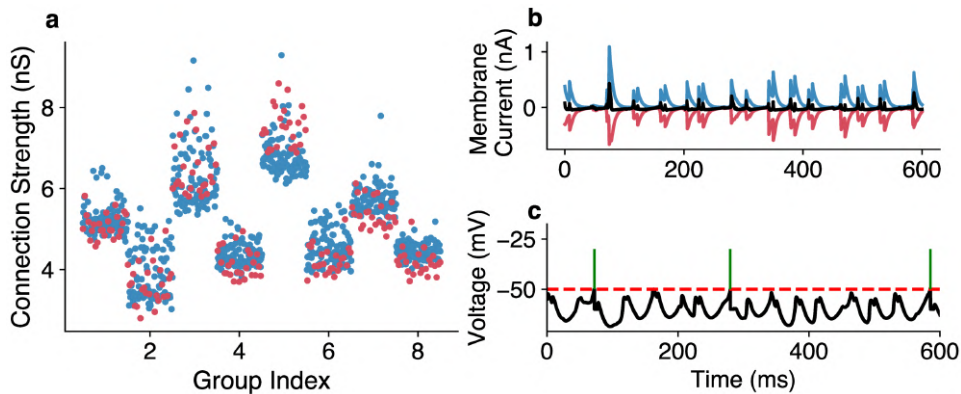 a
Connection Strength (nS)
8
6
4
2 4 6 8
Group Index
b
Membrane
Current (nA)
1
0
0 200 400 600
c
Voltage (mV)
−25
−50
0 200 400 600
Time (ms)